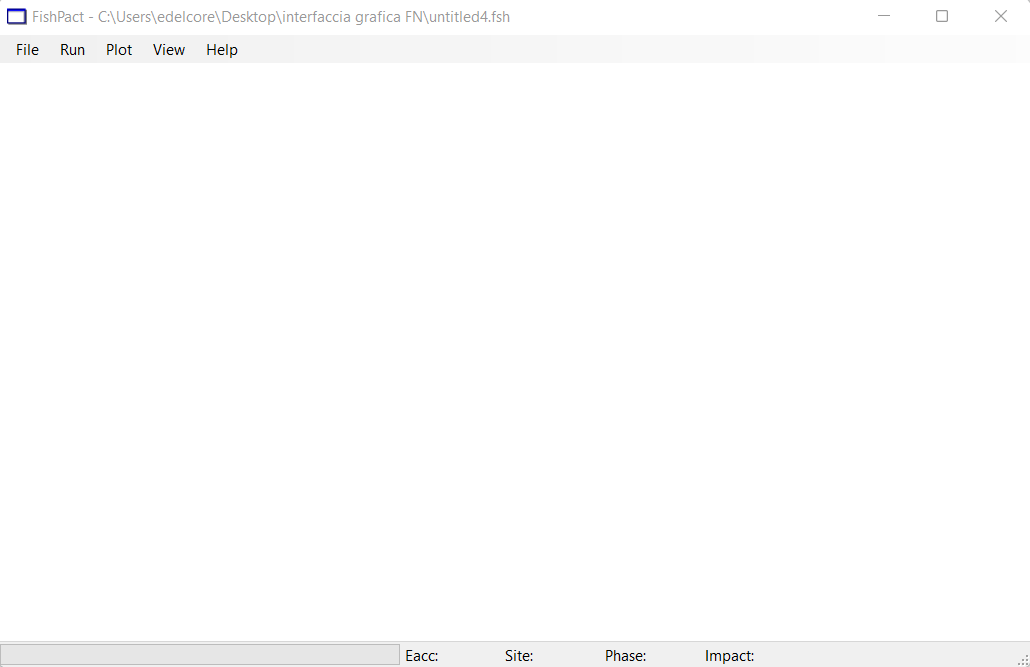 FishPact - C:\Users\edelcore\Desktop\interfaccia grafica FN\untitled4.fsh
File Run Plot View Help
Eacc: Site: Phase: Impact: